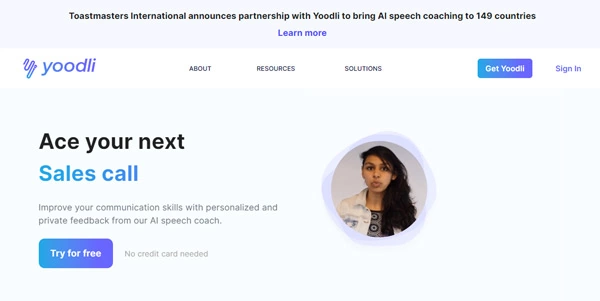 Toastmasters International announces partnership with Yoodli to bring AI speech coaching to 149 countries
Learn more
yoodli
ABOUT
RESOURCES
SOLUTIONS
Get Yoodli
Sign In
Ace your next
Sales call
Improve your communication skills with personalized and
private feedback from our AI speech coach.
Try for free
No credit card needed